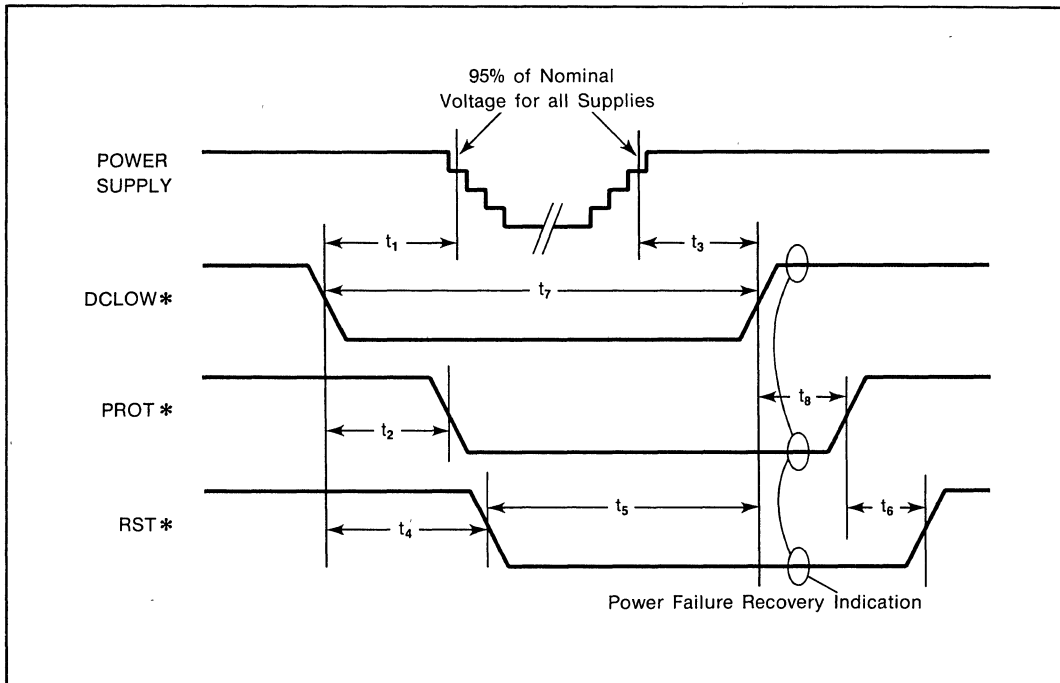 95% of Nominal
Voltage for all Supplies
POWER
SUPPLY
t₁
t₃
DCLOW*
t₇
PROT*
t₂
t₈
RST*
t₄
t₅
t₆
Power Failure Recovery Indication